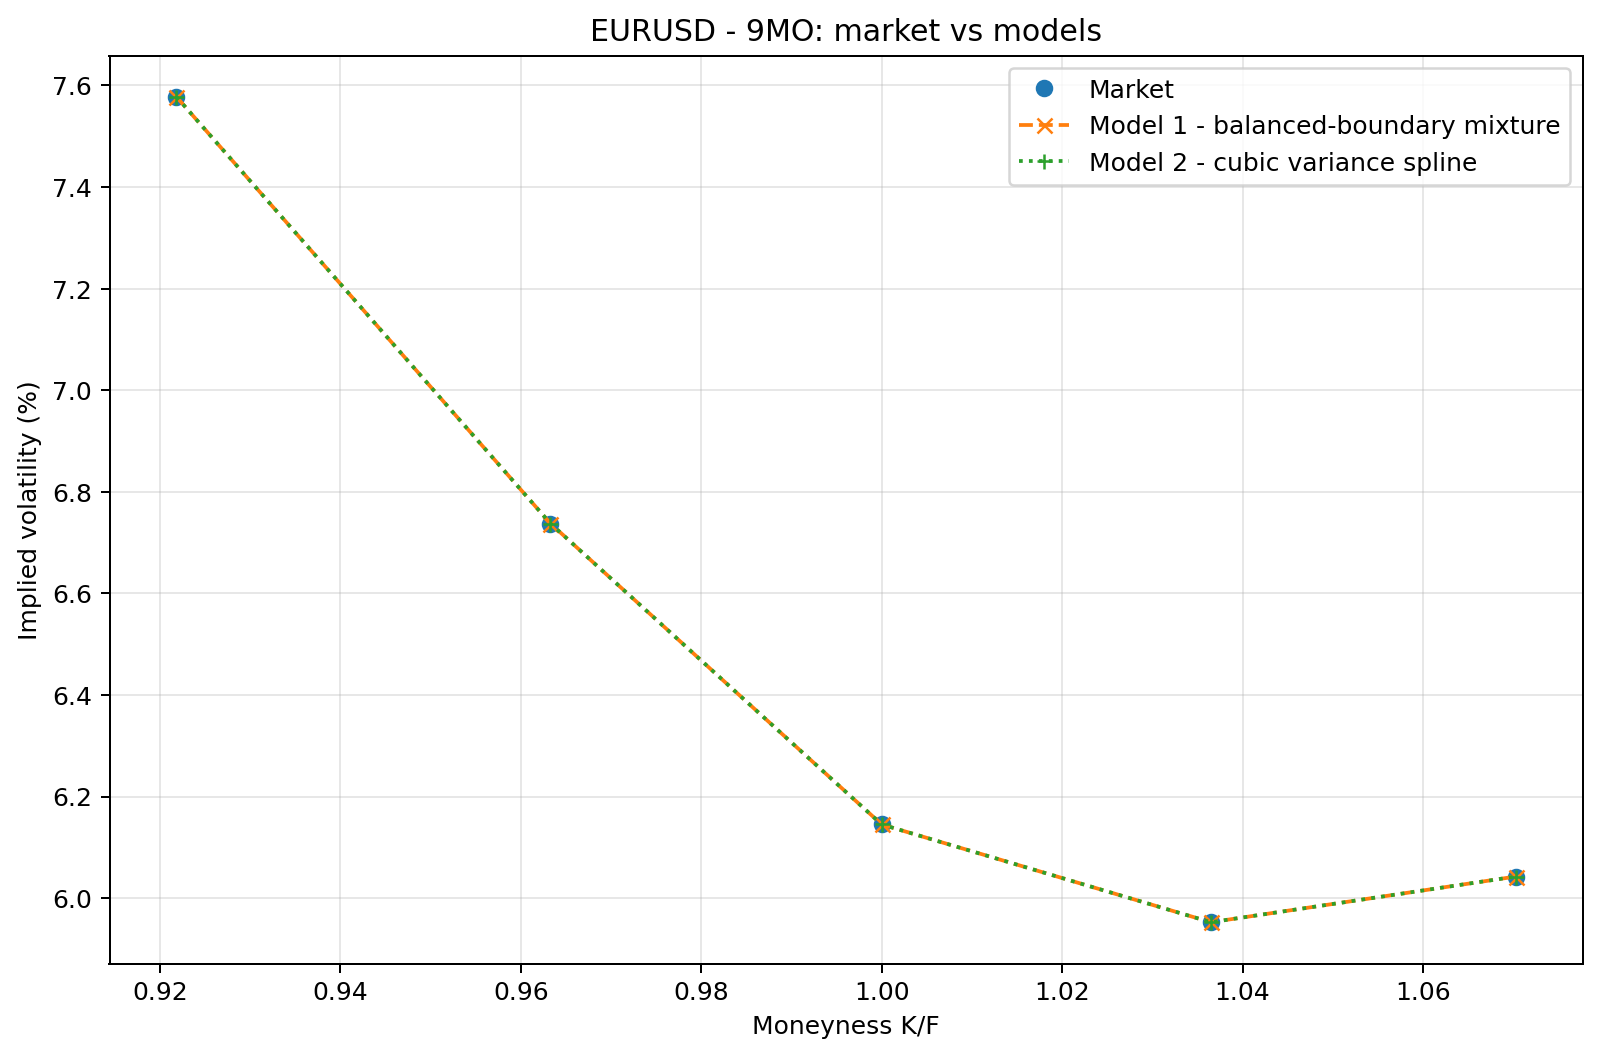 EURUSD - 9MO: market vs models
Market
Model 1 - balanced-boundary mixture
Model 2 - cubic variance spline
Implied volatility (%)
7.6
7.4
7.2
7.0
6.8
6.6
6.4
6.2
6.0
0.92 0.94 0.96 0.98 1.00 1.02 1.04 1.06
Moneyness K/F